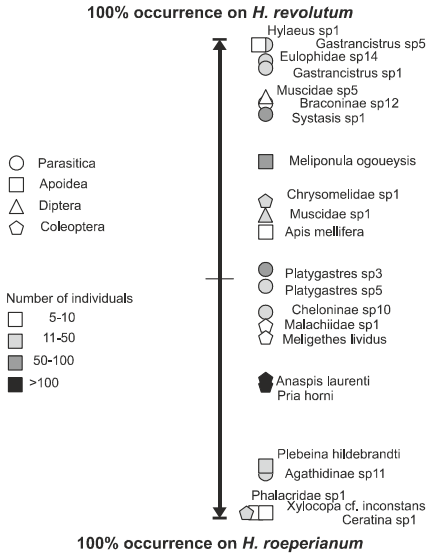 100% occurrence on H. revolutum
Hylaeus sp1
Gastrancistrus sp5
Eulophidae sp14
Gastrancistrus sp1
Muscidae sp5
Braconinae sp12
Systasis sp1
Parasitica
Apoidea
Diptera
Coleoptera
Meliponula ogoueysis
Chrysomelidae sp1
Muscidae sp1
Apis mellifera
Platygastres sp3
Platygastres sp5
Cheloninae sp10
Malachiidae sp1
Meligethes lividus
Number of individuals
5-10
11-50
50-100
>100
Anaspis laurenti
Pria horni
Plebeina hildebrandti
Agathidinae sp11
Phalacridae sp1
Xylocopa cf. inconstans
Ceratina sp1
100% occurrence on H. roeperianum